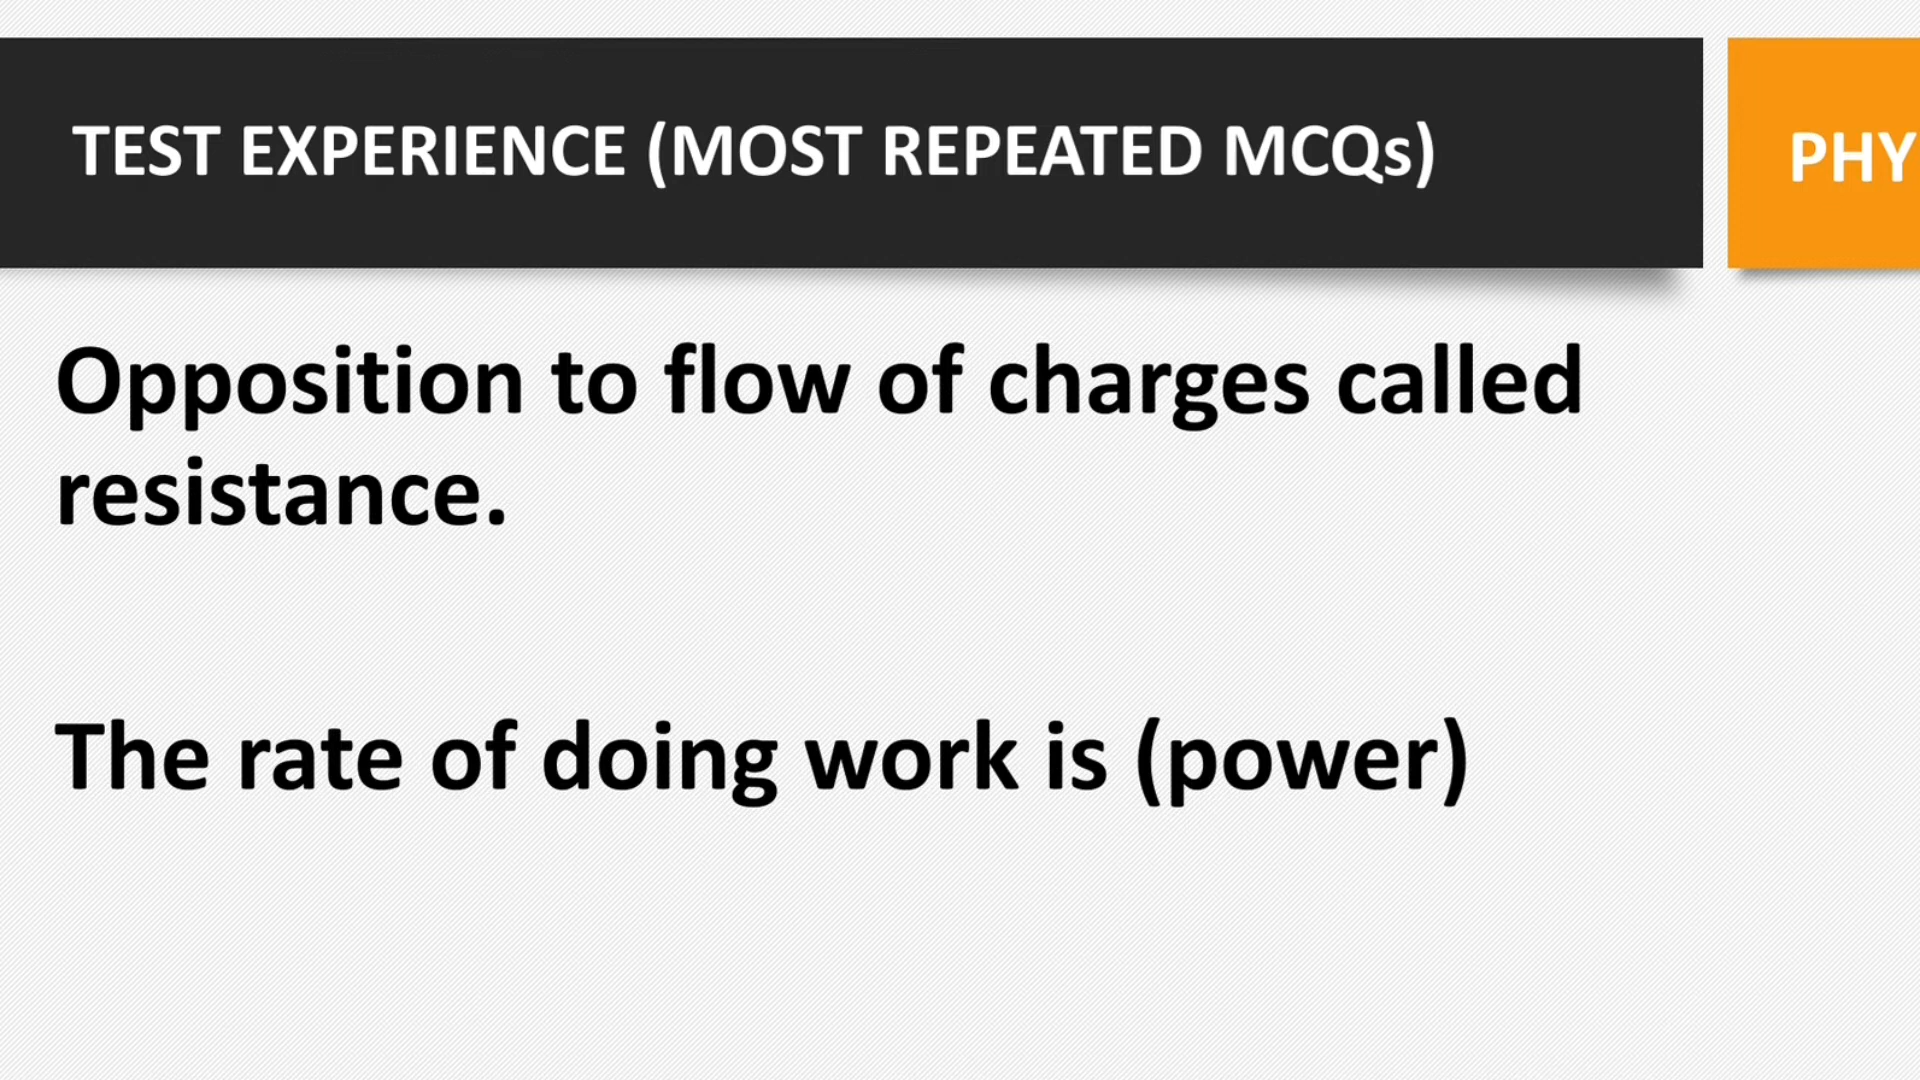 TEST EXPERIENCE (MOST REPEATED MCQs)
PHY
Opposition to flow of charges called
resistance.
The rate of doing work is (power)